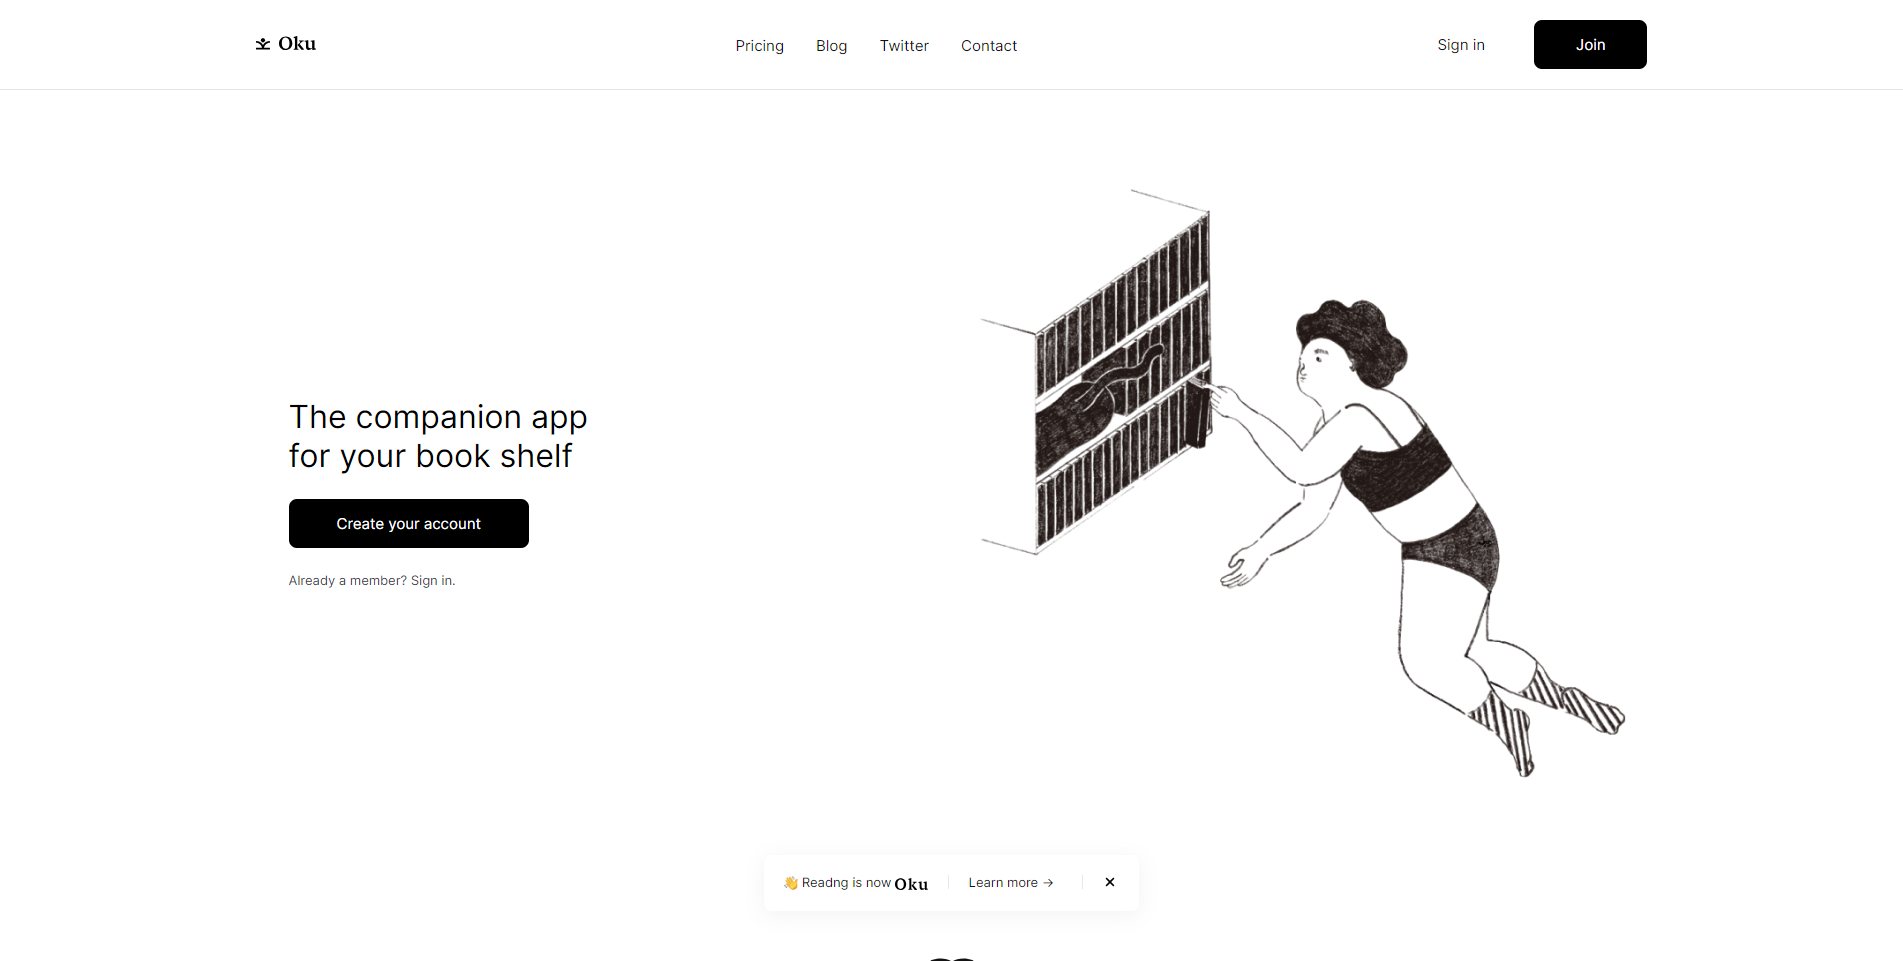 Oku
Pricing
Blog
Twitter
Contact
Sign in
Join
The companion app
for your book shelf
Create your account
Already a member? Sign in.
👋 Readng is now Oku
Learn more →